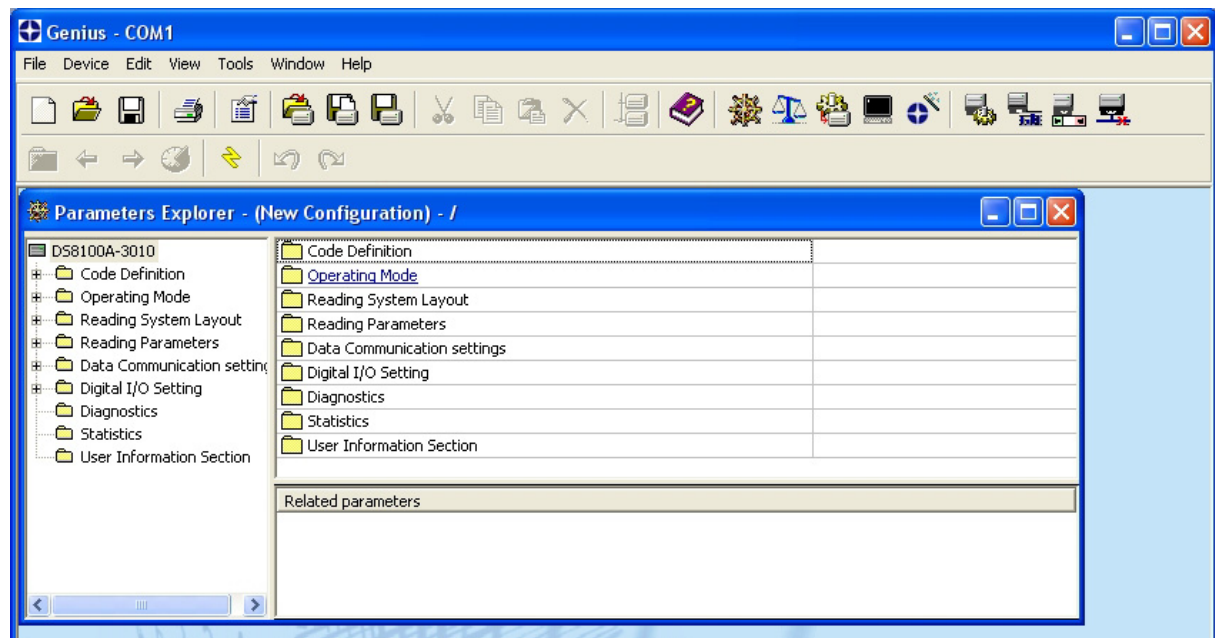 Genius - COM1
File Device Edit View Tools Window Help
Parameters Explorer - (New Configuration) - /
DS8100A-3010
Code Definition
Operating Mode
Reading System Layout
Reading Parameters
Data Communication setting
Digital I/O Setting
Diagnostics
Statistics
User Information Section
Code Definition
Operating Mode
Reading System Layout
Reading Parameters
Data Communication settings
Digital I/O Setting
Diagnostics
Statistics
User Information Section
Related parameters